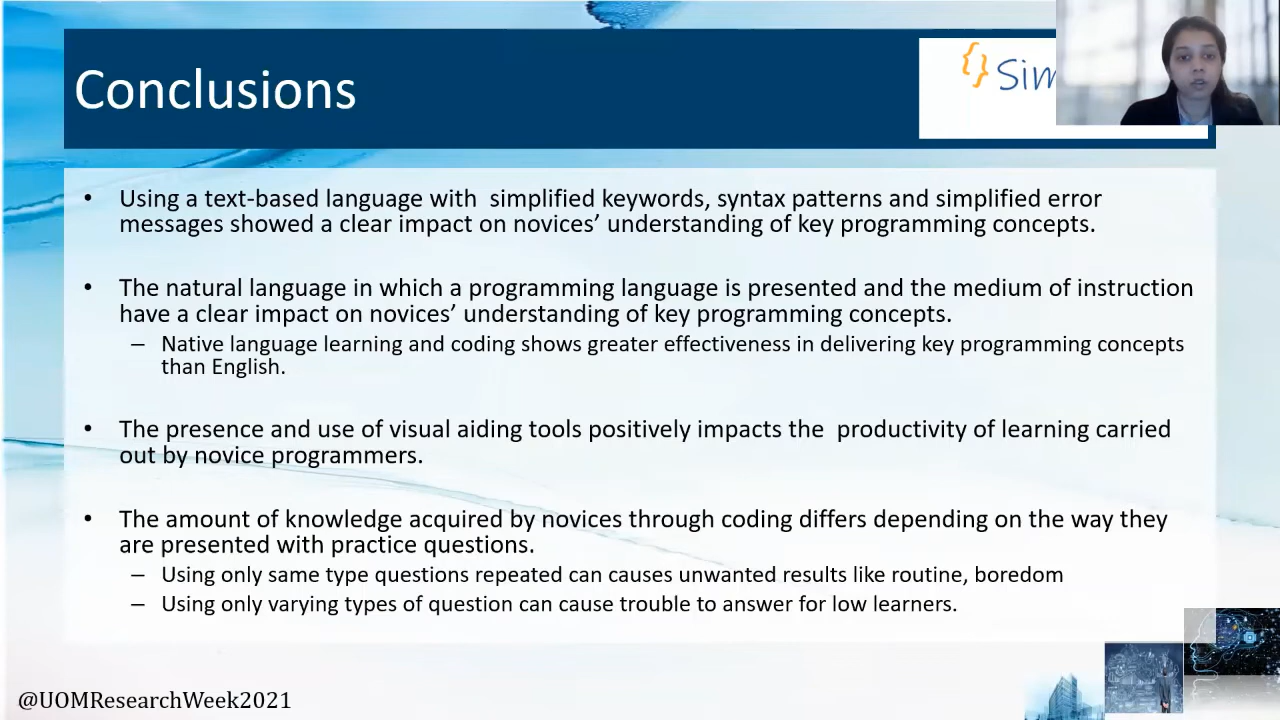 Conclusions
{} Sim
• Using a text-based language with simplified keywords, syntax patterns and simplified error
messages showed a clear impact on novices’ understanding of key programming concepts.
• The natural language in which a programming language is presented and the medium of instruction
have a clear impact on novices’ understanding of key programming concepts.
– Native language learning and coding shows greater effectiveness in delivering key programming concepts
than English.
• The presence and use of visual aiding tools positively impacts the productivity of learning carried
out by novice programmers.
• The amount of knowledge acquired by novices through coding differs depending on the way they
are presented with practice questions.
– Using only same type questions repeated can causes unwanted results like routine, boredom
– Using only varying types of question can cause trouble to answer for low learners.
@UOMResearchWeek2021